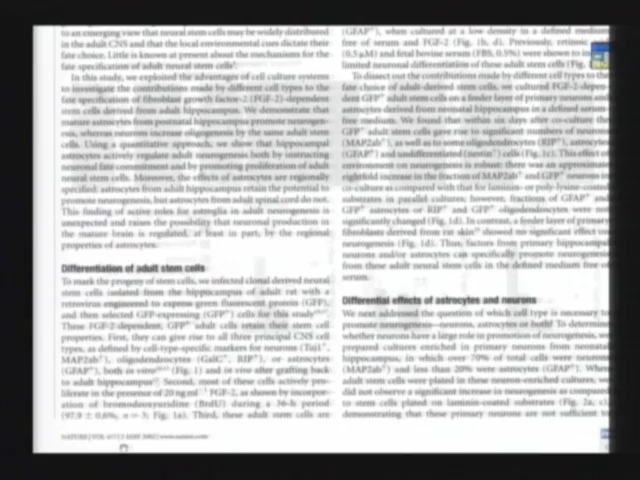 to an emerging view that neural stem cells may be widely distributed
in the adult CNS and that the local environmental cues dictate their
fate choice. Little is known at present about the mechanisms for the
fate specification of adult neural stem cells
In this study, we exploited the advantages of cell culture systems
to investigate the contributions made by different cell types to the
fate specification of fibroblast growth factor-2 (FGF-2)-dependent
stem cells derived from adult hippocampus. We demonstrate that
mature astrocytes from postnatal hippocampus promote neurogen-
esis, whereas neurons increase oligogenesis by the same adult stem
cells. Using a quantitative approach, we show that hippocampal
astrocytes actively regulate adult neurogenesis both by instructing
neuronal fate commitment and by promoting proliferation of adult
neural stem cells. Moreover, the effects of astrocytes are regionally
specified: astrocytes from adult hippocampus retain the potential to
promote neurogenesis, but astrocytes from adult spinal cord do not.
This finding of active roles for astroglia in adult neurogenesis is
unexpected and raises the possibility that neuronal production in
the mature brain is regulated, at least in part, by the regional
properties of astrocytes.
Differentiation of adult stem cells
To mark the progeny of stem cells, we infected clonal derived neural
stem cells isolated from the hippocampus of adult rat with a
retrovirus engineered to express green fluorescent protein (GFP),
and then selected GFP-expressing (GFP+) cells for this study
These FGF-2-dependent, GFP+ adult cells retain their stem cell
properties. First, they can give rise to all three principal CNS cell
types, as defined by cell-type-specific markers for neurons (Tuj1+,
MAP2ab+), oligodendrocytes (GalC+, RIP+), or astrocytes
(GFAP+), both in vitro (Fig. 1) and in vivo after grafting back
to adult hippocampus. Second, most of these cells actively pro-
liferate in the presence of 20 ng ml−1 FGF-2, as shown by incorpor-
ation of bromodeoxyuridine (BrdU) during a 36-h period
(97.9 ± 0.6%, n = 3; Fig. 1a). Third, these adult stem cells are
NATURE | VOL 417 | 2 MAY 2002 | www.nature.com
(GFAP+), when cultured at a low density in a defined medium
free of serum and FGF-2 (Fig. 1b, d). Previously, retinoic
(0.5 µM) and fetal bovine serum (FBS, 0.5%) were shown to
limited neuronal differentiation of these adult stem cells (Fig.
To dissect out the contributions made by different cell types to the
fate choice of adult-derived stem cells, we cultured FGF-2-depen-
dent GFP+ adult stem cells on a feeder layer of primary neurons and
astrocytes derived from neonatal hippocampus in a defined serum-
free medium. We found that within six days after co-culture the
GFP+ adult stem cells gave rise to significant numbers of neurons
(MAP2ab+), as well as to some oligodendrocytes (RIP+), astrocytes
(GFAP+) and undifferentiated (nestin+) cells (Fig. 1c). This effect of
environment on neurogenesis is robust: there was an approximate
eightfold increase in the fraction of MAP2ab+ and GFP+ neurons in
co-culture as compared with that for laminin- or poly-lysine-coated
substrates in parallel cultures; however, fractions of GFAP+ and
GFP+ astrocytes or RIP+ and GFP+ oligodendrocytes were not
significantly changed (Fig. 1d). In contrast, a feeder layer of primary
fibroblasts derived from rat skin showed no significant effect on
neurogenesis (Fig. 1d). Thus, factors from primary hippocampal
neurons and/or astrocytes can specifically promote neurogenesis
from these adult neural stem cells in the defined medium free of
serum.
Differential effects of astrocytes and neurons
We next addressed the question of which cell type is necessary to
promote neurogenesis—neurons, astrocytes or both? To determine
whether neurons have a large role in promotion of neurogenesis, we
prepared cultures enriched in primary neurons from neonatal
hippocampus, in which over 70% of total cells were neurons
(MAP2ab+) and less than 20% were astrocytes (GFAP+). When
adult stem cells were plated in these neuron-enriched cultures, we
did not observe a significant increase in neurogenesis as compared
to stem cells plated on laminin-coated substrates (Fig. 2a, c),
demonstrating that these primary neurons are not sufficient to